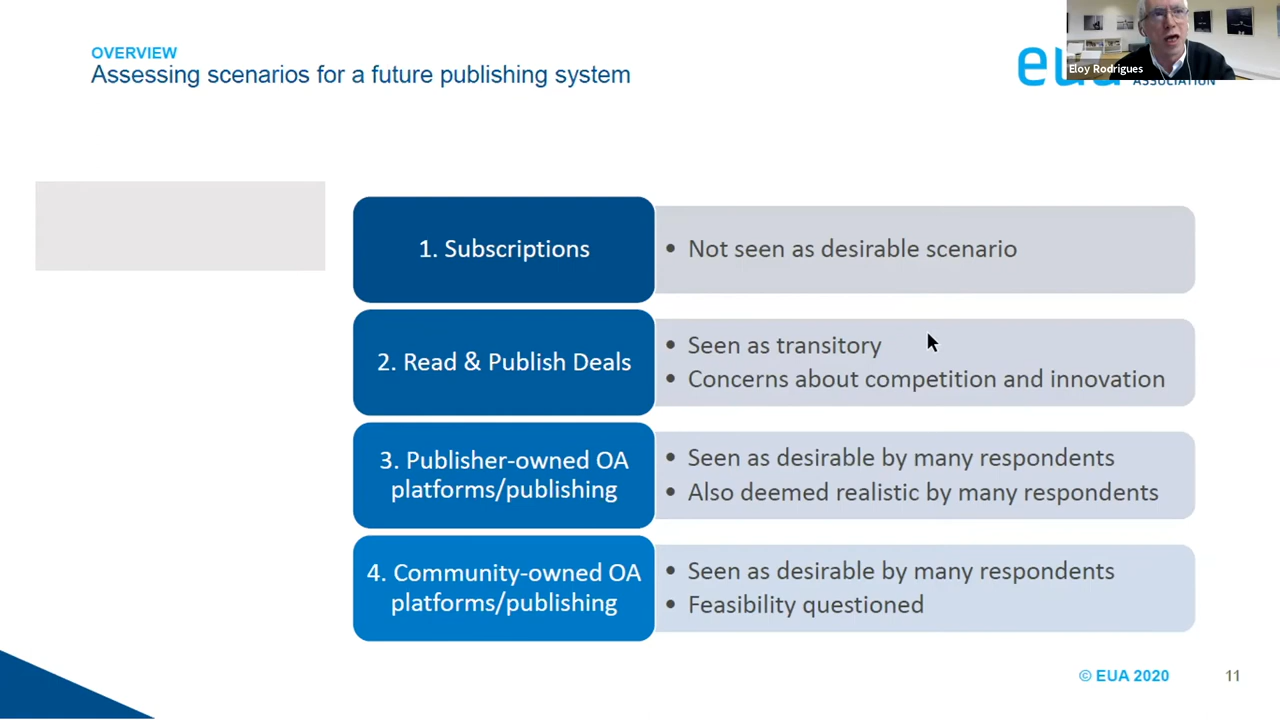 OVERVIEW
Assessing scenarios for a future publishing system
Eloy Rodrigues
ASSOCIATION
1. Subscriptions
• Not seen as desirable scenario
2. Read & Publish Deals
• Seen as transitory
• Concerns about competition and innovation
3. Publisher-owned OA
platforms/publishing
• Seen as desirable by many respondents
• Also deemed realistic by many respondents
4. Community-owned OA
platforms/publishing
• Seen as desirable by many respondents
• Feasibility questioned
© EUA 2020
11